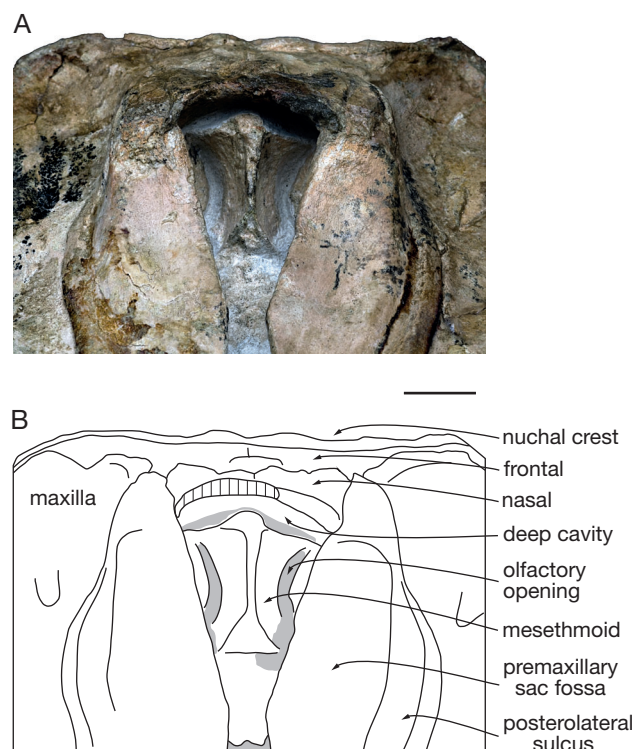 A
B
nuchal crest
frontal
maxilla
nasal
deep cavity
olfactory
opening
mesethmoid
premaxillary
sac fossa
posterolateral
sulcus